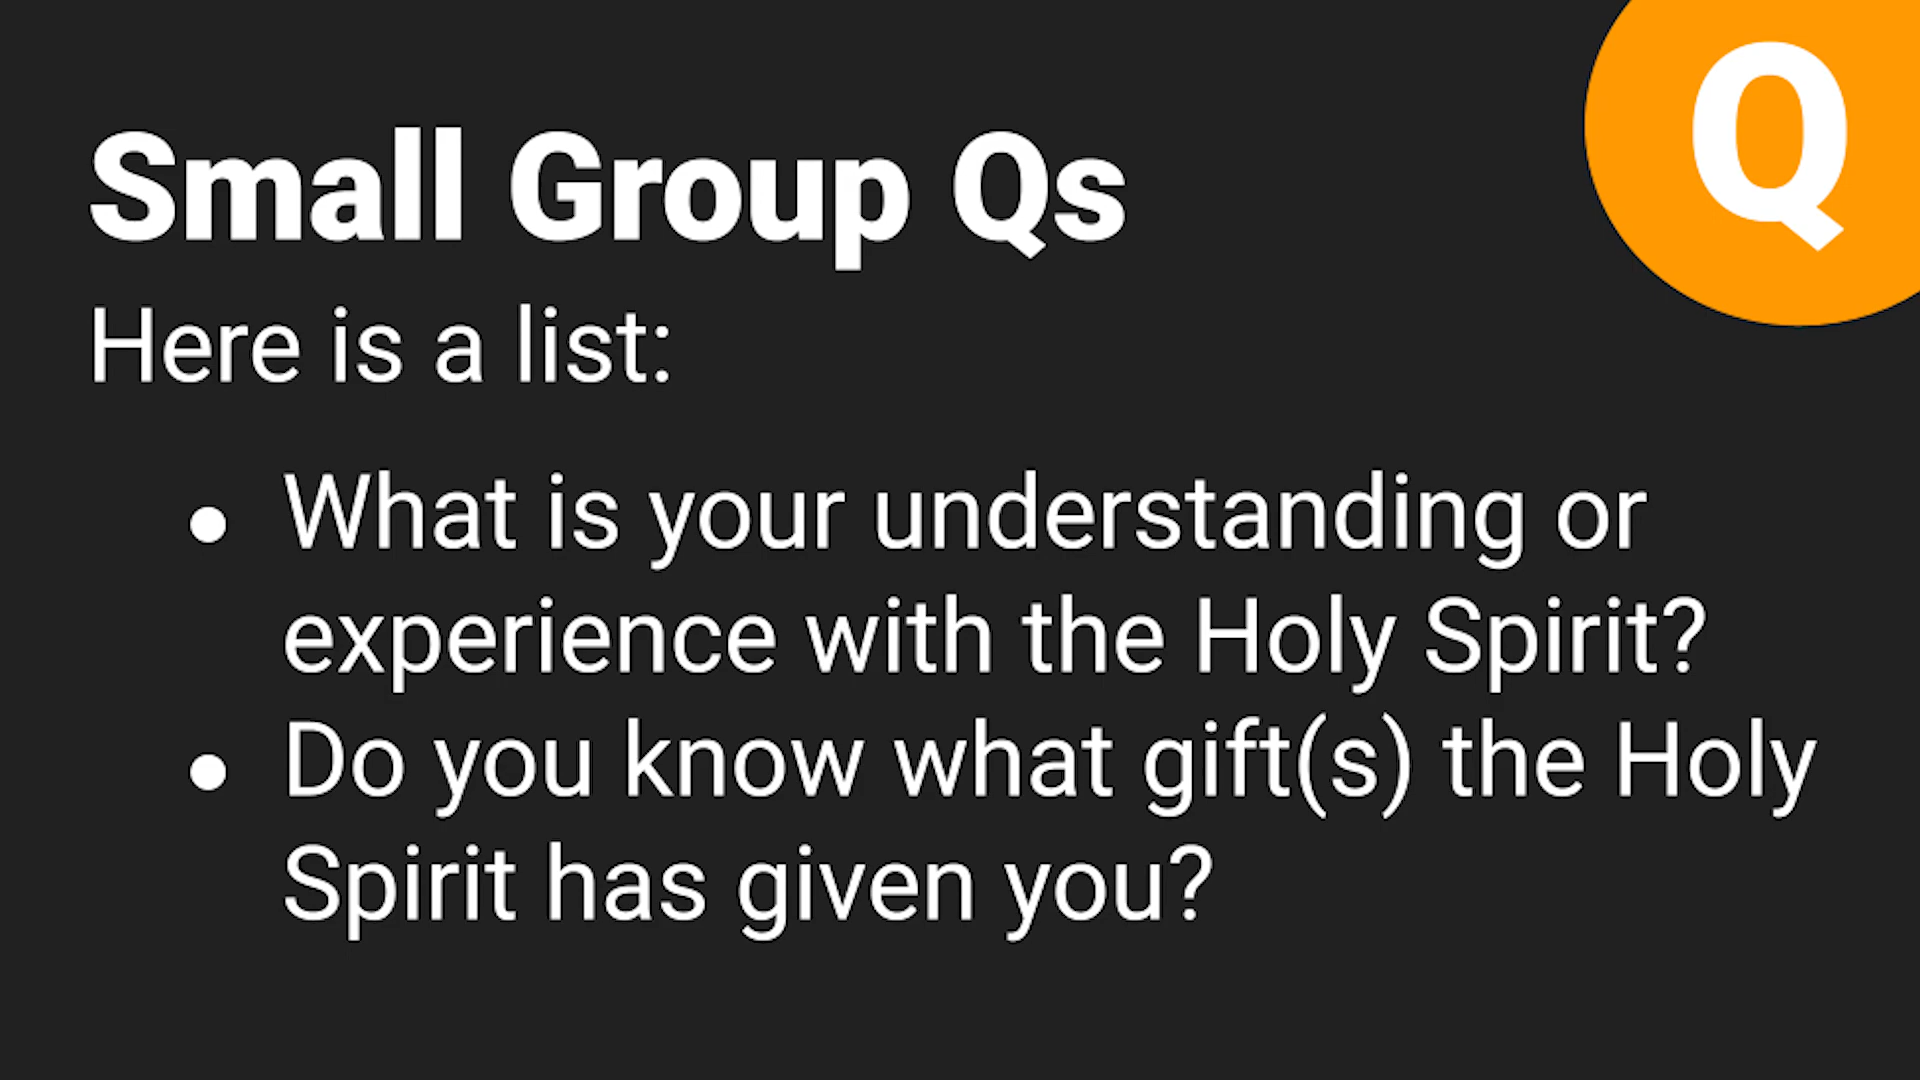 Q
Small Group Qs
Here is a list:
● What is your understanding or
experience with the Holy Spirit?
● Do you know what gift(s) the Holy
Spirit has given you?